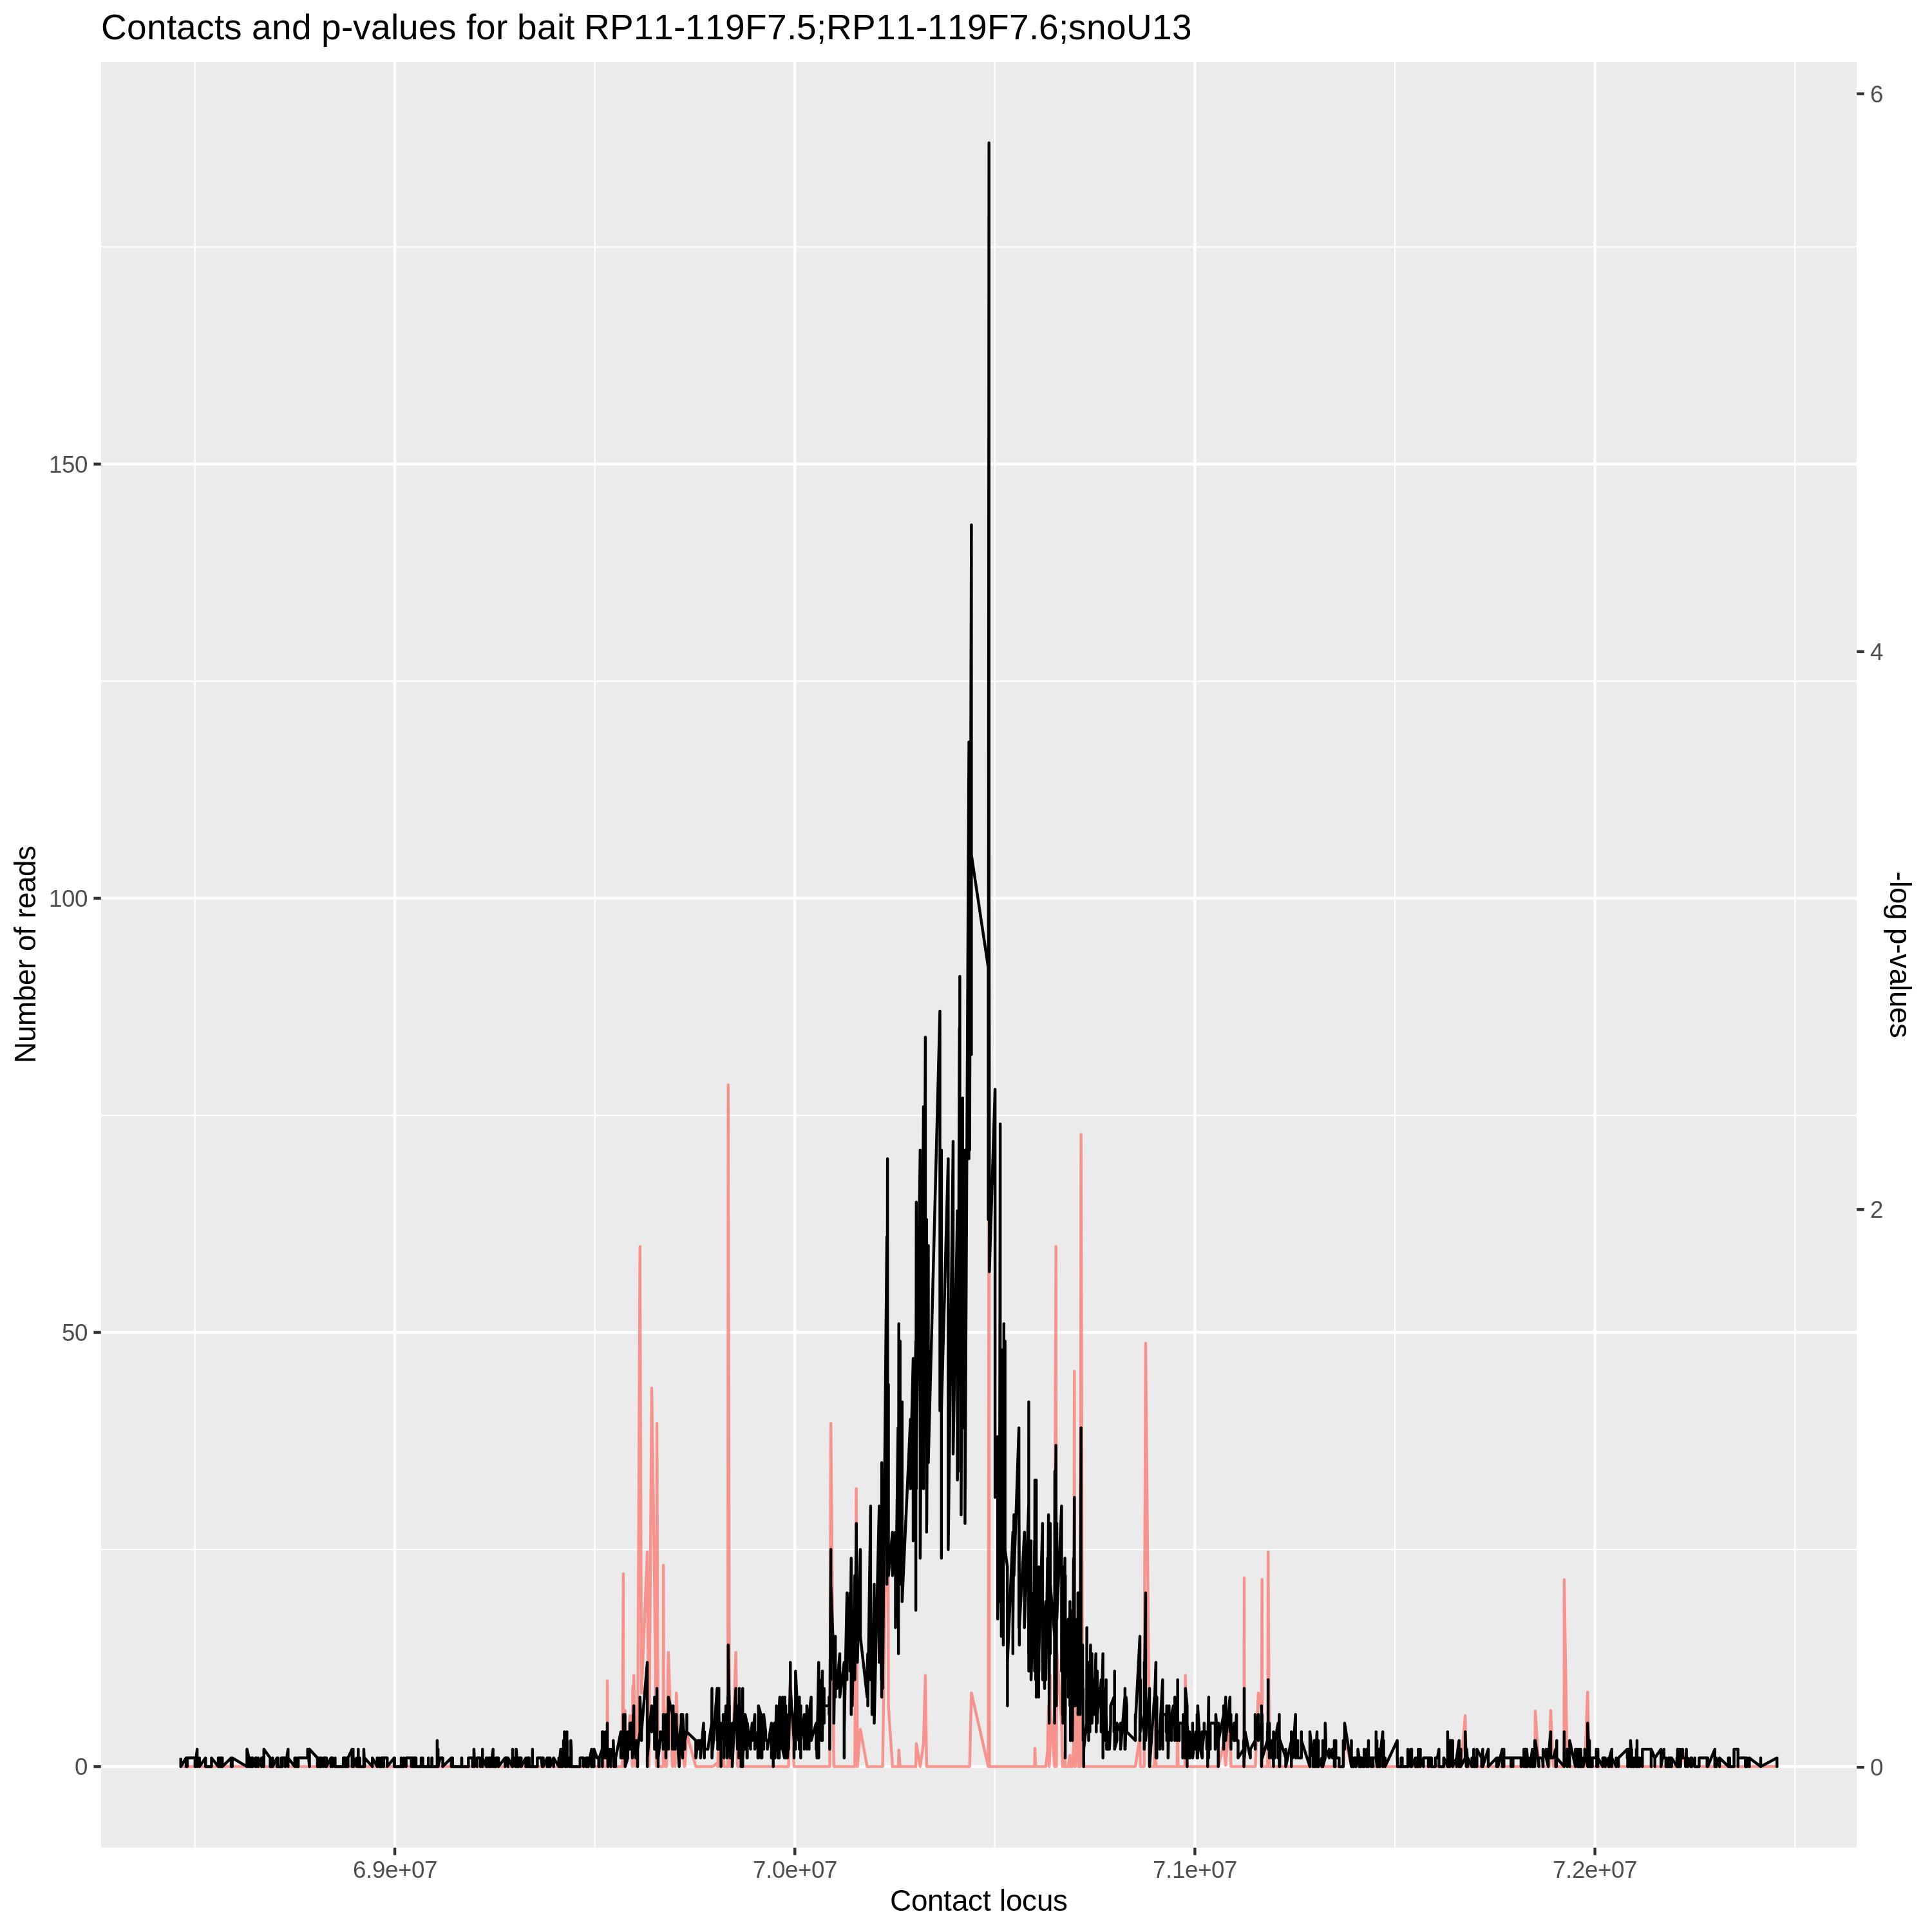 Contacts and p-values for bait RP11-119F7.5;RP11-119F7.6;snoU13
6
150
4
Number of reads
100
-log p-values
2
50
0
0
6.9e+07
7.0e+07
7.1e+07
7.2e+07
Contact locus